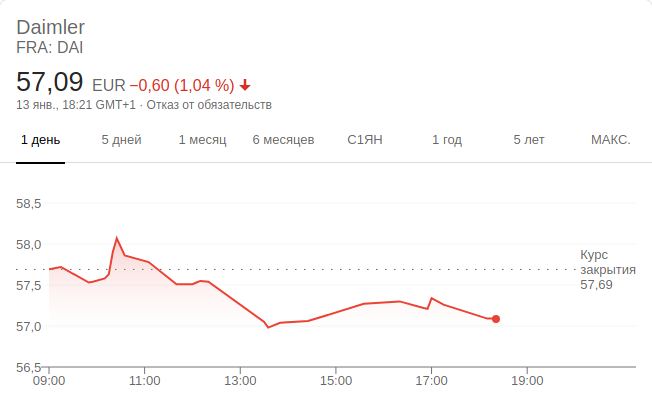 Daimler
FRA: DAI
57,09 EUR −0,60 (1,04 %)
13 янв., 18:21 GMT+1 · Отказ от обязательств
1 день 5 дней 1 месяц 6 месяцев С1ЯН 1 год 5 лет МАКС.
58,5
58,0
Курс
закрытия
57,69
57,5
57,0
56,5
09:00 11:00 13:00 15:00 17:00 19:00